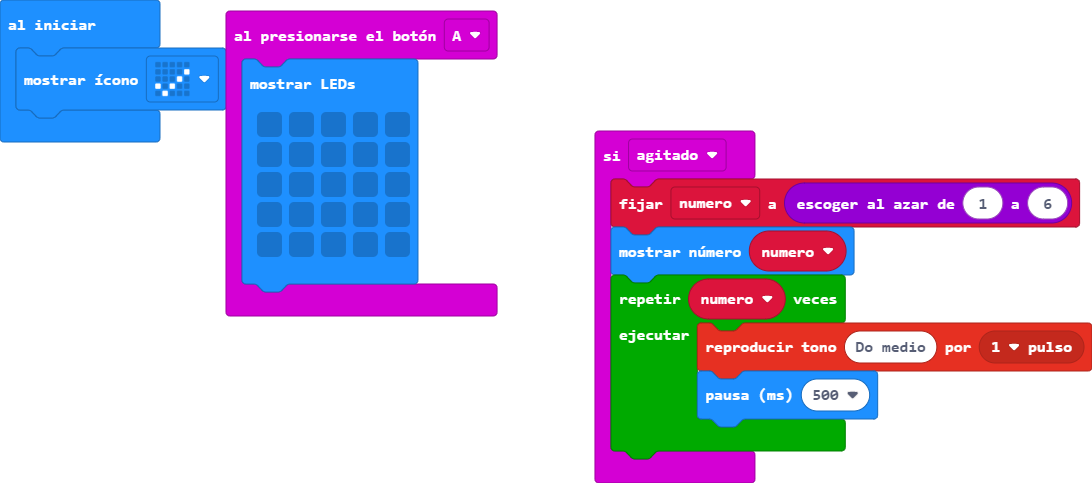 al iniciar
mostrar ícono
al presionarse el botón A
mostrar LEDs
si agitado
fijar numero a escoger al azar de 1 a 6
mostrar número numero
repetir numero veces
ejecutar
reproducir tono Do medio por 1 pulso
pausa (ms) 500